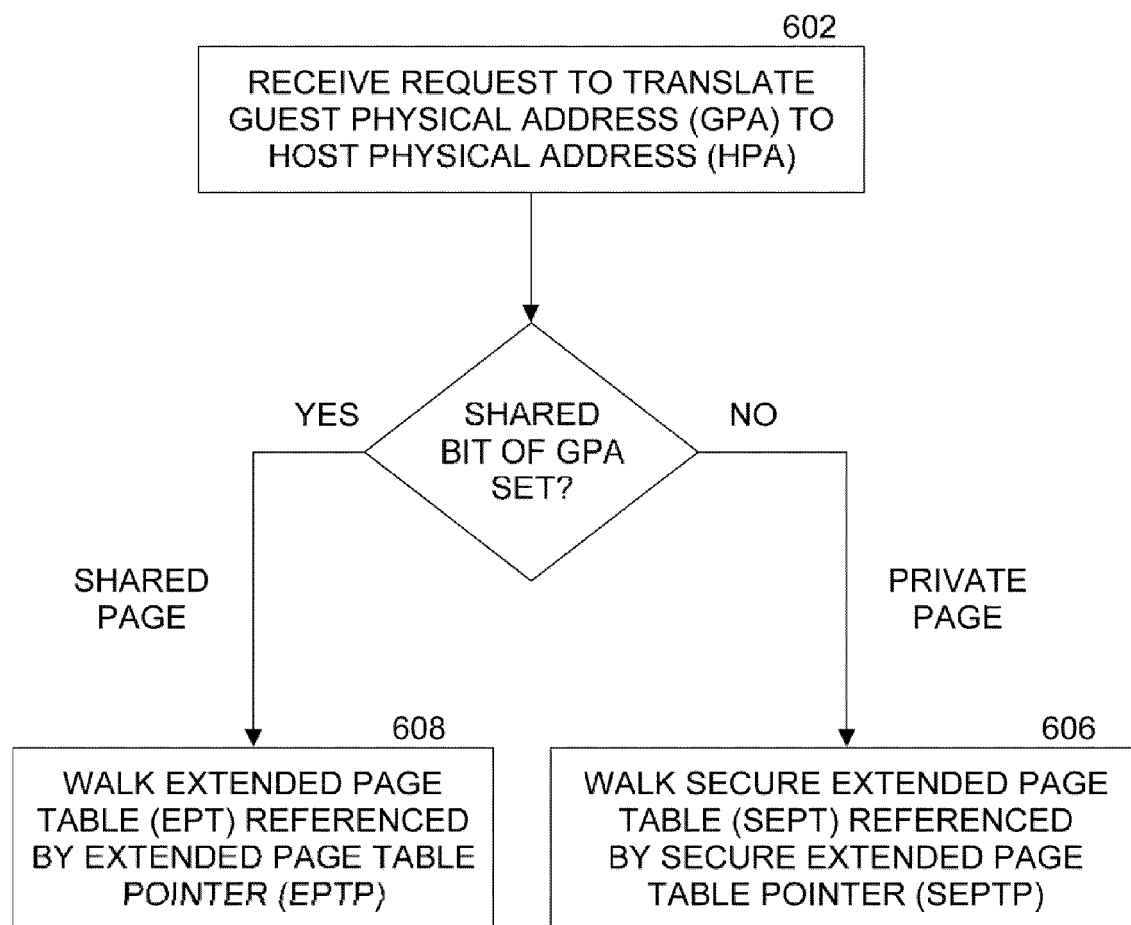 602
RECEIVE REQUEST TO TRANSLATE
GUEST PHYSICAL ADDRESS (GPA) TO
HOST PHYSICAL ADDRESS (HPA)
YES
SHARED
BIT OF GPA
SET?
NO
SHARED
PAGE
PRIVATE
PAGE
608
WALK EXTENDED PAGE
TABLE (EPT) REFERENCED
BY EXTENDED PAGE TABLE
POINTER (EPTP)
606
WALK SECURE EXTENDED PAGE
TABLE (SEPT) REFERENCED
BY SECURE EXTENDED PAGE
TABLE POINTER (SEPTP)